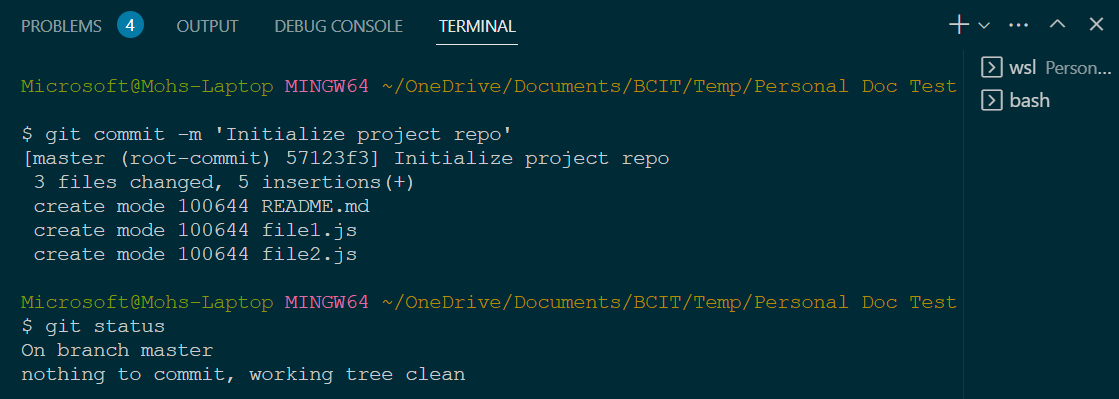 PROBLEMS 4 OUTPUT DEBUG CONSOLE TERMINAL
Microsoft@Mohs-Laptop MINGW64 ~/OneDrive/Documents/BCIT/Temp/Personal Doc Test
$ git commit -m 'Initialize project repo'
[master (root-commit) 57123f3] Initialize project repo
 3 files changed, 5 insertions(+)
 create mode 100644 README.md
 create mode 100644 file1.js
 create mode 100644 file2.js
Microsoft@Mohs-Laptop MINGW64 ~/OneDrive/Documents/BCIT/Temp/Personal Doc Test
$ git status
On branch master
nothing to commit, working tree clean
wsl Person...
bash